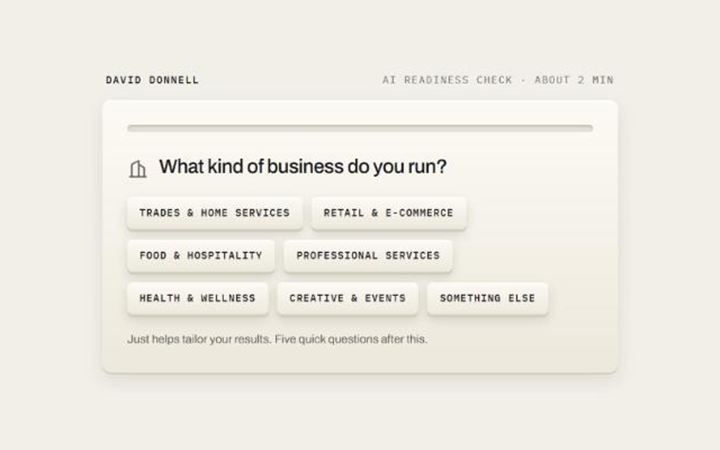 DAVID DONNELL
AI READINESS CHECK · ABOUT 2 MIN
What kind of business do you run?
TRADES & HOME SERVICES
RETAIL & E-COMMERCE
FOOD & HOSPITALITY
PROFESSIONAL SERVICES
HEALTH & WELLNESS
CREATIVE & EVENTS
SOMETHING ELSE
Just helps tailor your results. Five quick questions after this.